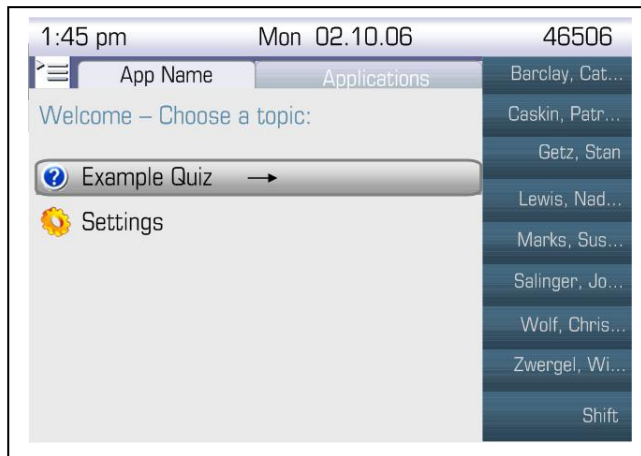 1:45 pm Mon 02.10.06 46506
App Name Applications
Welcome – Choose a topic:
Example Quiz →
Settings
Barclay, Cat...
Caskin, Patr...
Getz, Stan
Lewis, Nad...
Marks, Sus...
Salinger, Jo...
Wolf, Chris...
Zwergel, Wi...
Shift